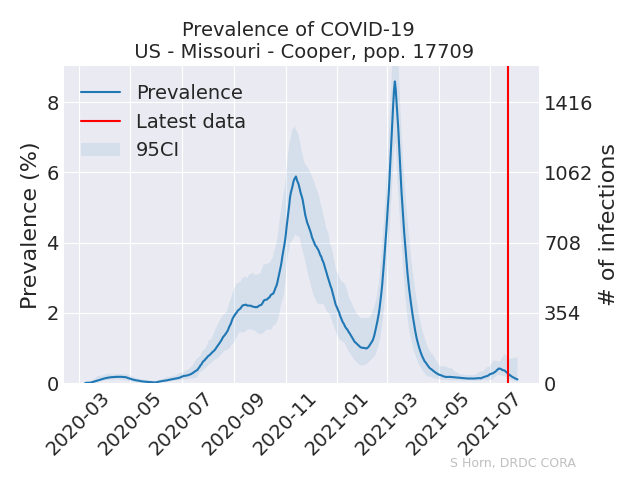 Prevalence of COVID-19
US - Missouri - Cooper, pop. 17709
Prevalence
Latest data
95CI
Prevalence (%)
8
6
4
2
0
1416
1062
708
354
0
# of infections
2020-03
2020-05
2020-07
2020-09
2020-11
2021-01
2021-03
2021-05
2021-07
S Horn, DRDC CORA